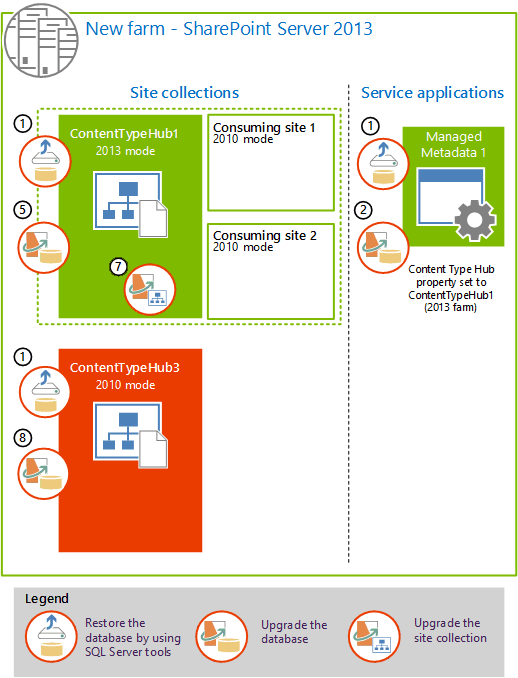 New farm - SharePoint Server 2013
Site collections
Service applications
1
ContentTypeHub1
2013 mode
Consuming site 1
2010 mode
5
Consuming site 2
2010 mode
7
1
Managed
Metadata 1
2
Content Type Hub
property set to
ContentTypeHub1
(2013 farm)
1
ContentTypeHub3
2010 mode
8
Legend
Restore the
database by using
SQL Server tools
Upgrade the
database
Upgrade the
site collection